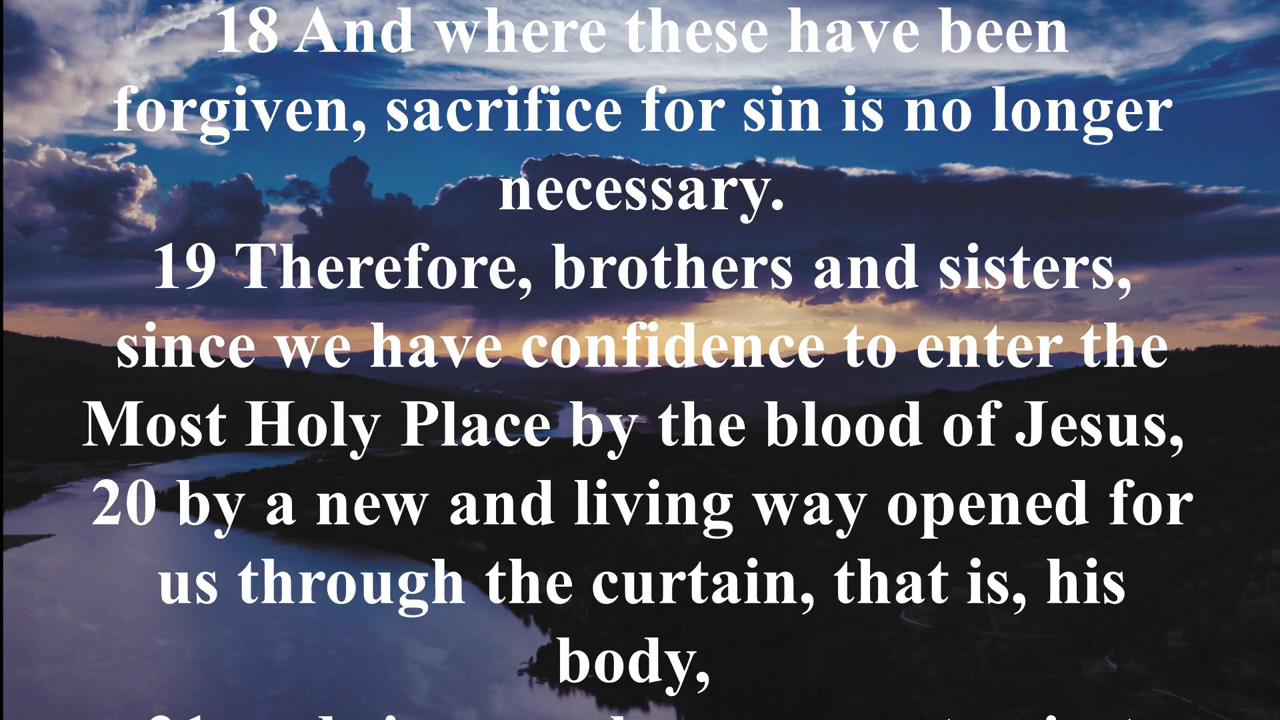 18 And where these have been
forgiven, sacrifice for sin is no longer
necessary.
19 Therefore, brothers and sisters,
since we have confidence to enter the
Most Holy Place by the blood of Jesus,
20 by a new and living way opened for
us through the curtain, that is, his
body,